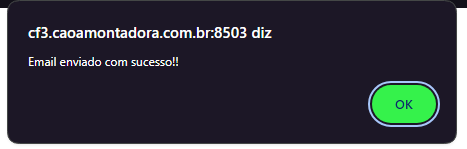 cf3.caoamontadora.com.br:8503 diz
Email enviado com sucesso!!
OK